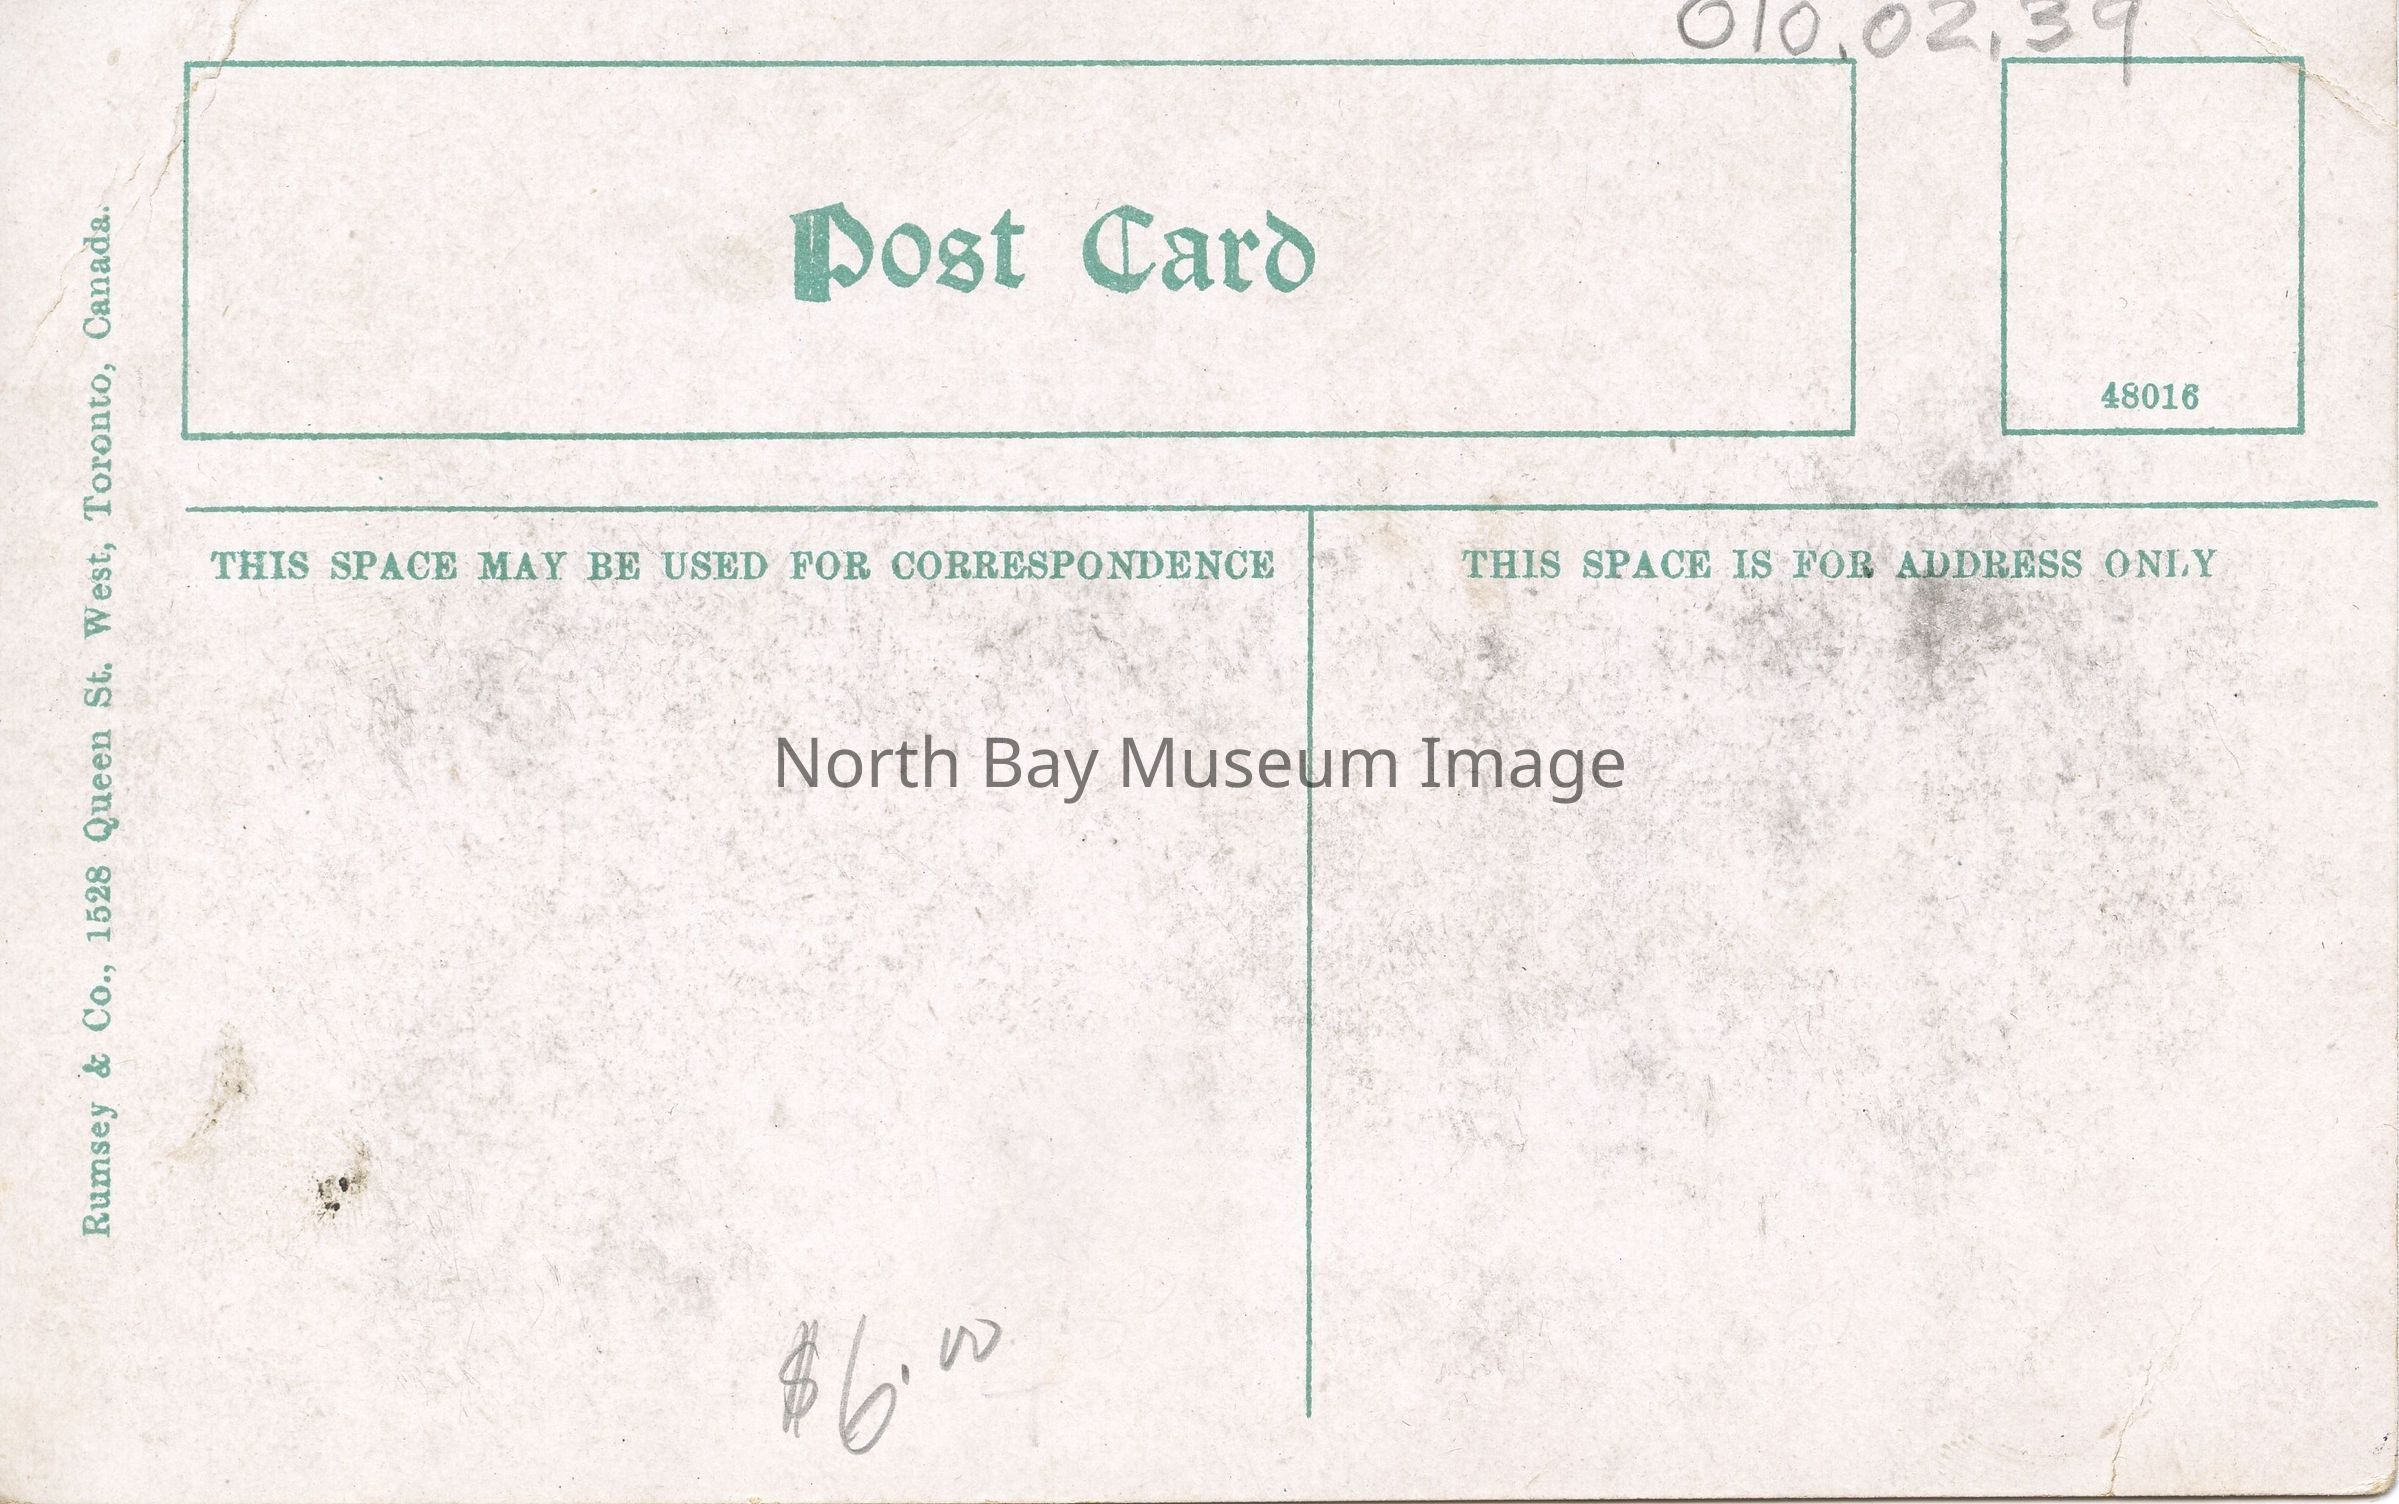 010.02.39
Post Card
48016
Rumsey & Co., 1528 Queen St. West, Toronto, Canada.
THIS SPACE MAY BE USED FOR CORRESPONDENCE
THIS SPACE IS FOR ADDRESS ONLY
North Bay Museum Image
$6.00